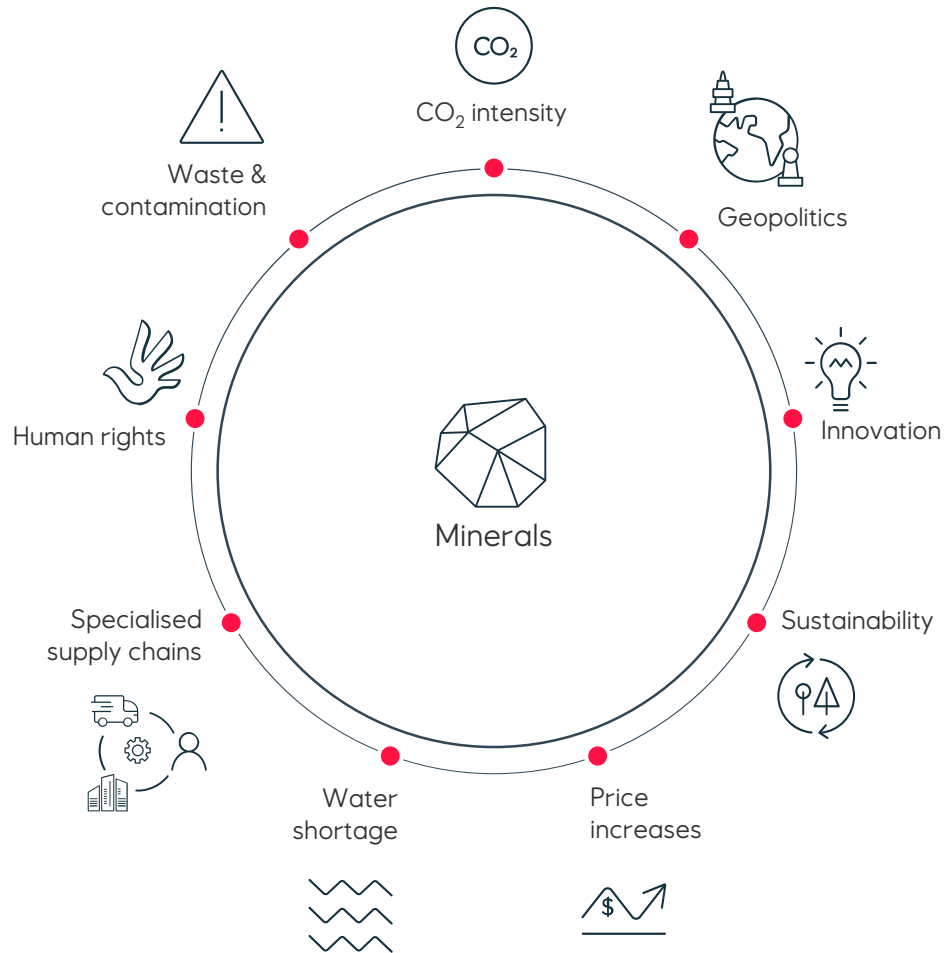 CO₂
CO₂ intensity
Waste &
contamination
Geopolitics
Human rights
Innovation
Minerals
Specialised
supply chains
Sustainability
Water
shortage
Price
increases
$